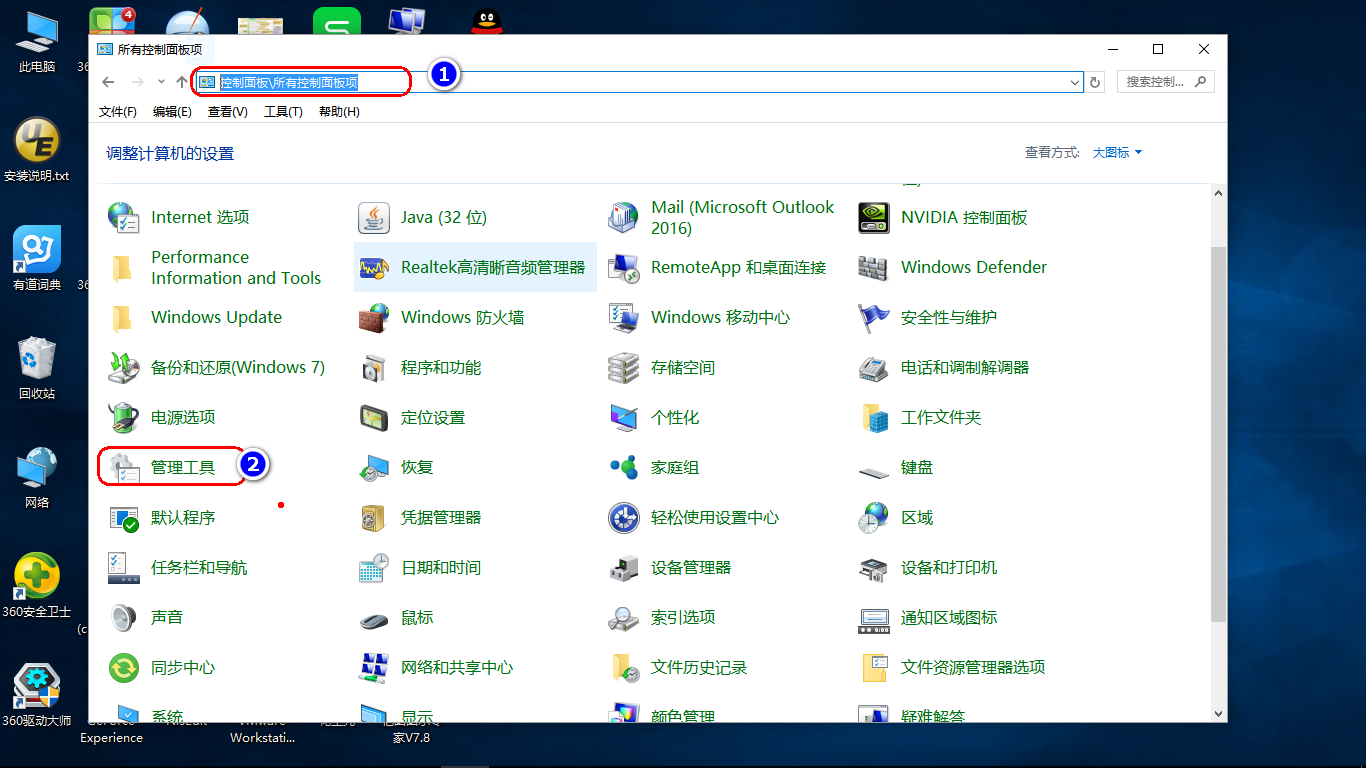 此电脑
安装说明.txt
有道词典
回收站
网络
360安全卫士
360驱动大师
4
所有控制面板项
控制面板\所有控制面板项
1
搜索控制...
文件(F) 编辑(E) 查看(V) 工具(T) 帮助(H)
调整计算机的设置
查看方式: 大图标
Internet 选项
Java (32 位)
Mail (Microsoft Outlook
2016)
NVIDIA 控制面板
Performance
Information and Tools
Realtek高清晰音频管理器
RemoteApp 和桌面连接
Windows Defender
Windows Update
Windows 防火墙
Windows 移动中心
安全性与维护
备份和还原(Windows 7)
程序和功能
存储空间
电话和调制解调器
电源选项
定位设置
个性化
工作文件夹
管理工具
2
恢复
家庭组
键盘
默认程序
凭据管理器
轻松使用设置中心
区域
任务栏和导航
日期和时间
设备管理器
设备和打印机
声音
鼠标
索引选项
通知区域图标
同步中心
网络和共享中心
文件历史记录
文件资源管理器选项
系统
显示
颜色管理
疑难解答
Experience
Workstati...
家V7.8